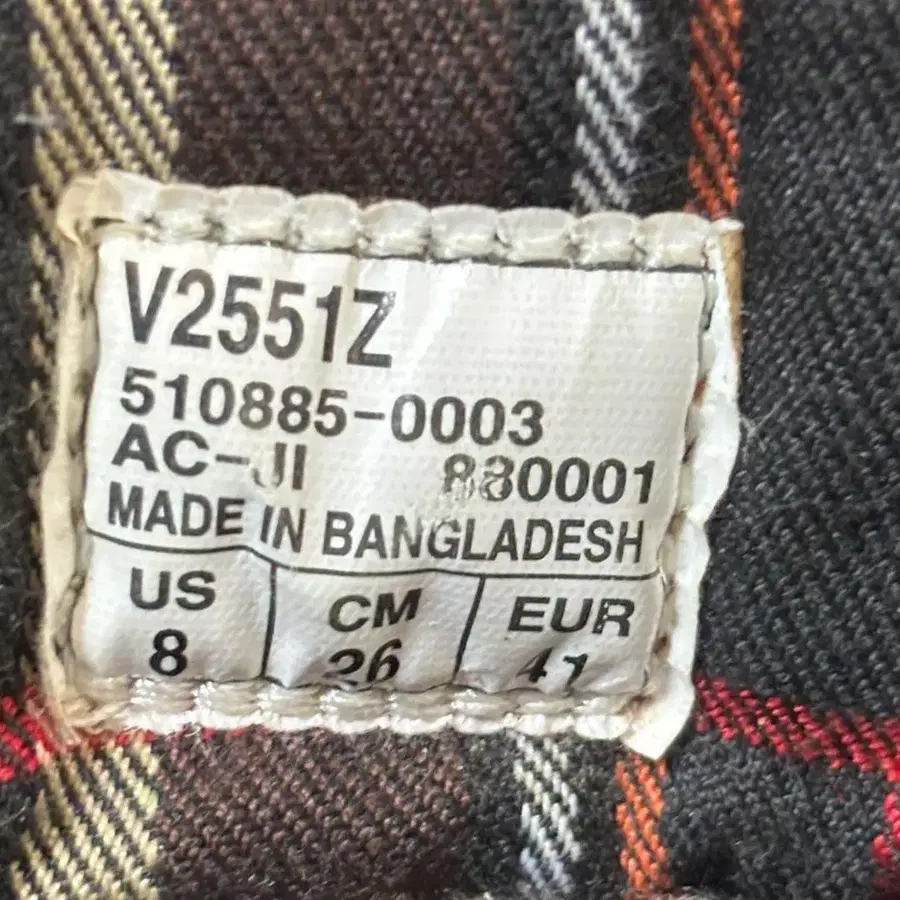 V2551Z
510885-0003
AC-JI 880001
MADE IN BANGLADESH
US CM EUR
8 26 41